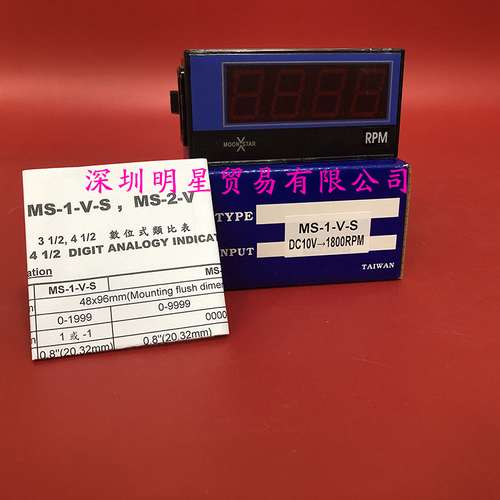 RPM
MOON STAR
深圳明星贸易有限公司
TYPE
MS-1-V-S
DC10V→1800RPM
INPUT
TAIWAN
MS-1-V-S , MS-2-V
3 1/2, 4 1/2 數位式類比表
4 1/2 DIGIT ANALOGY INDICAT
ation
MS-1-V-S MS-
48x96mm(Mounting flush dimen
0-1999 0-9999
1 或 -1 0000
0.8"(20.32mm) 0.8"(20.32mm)